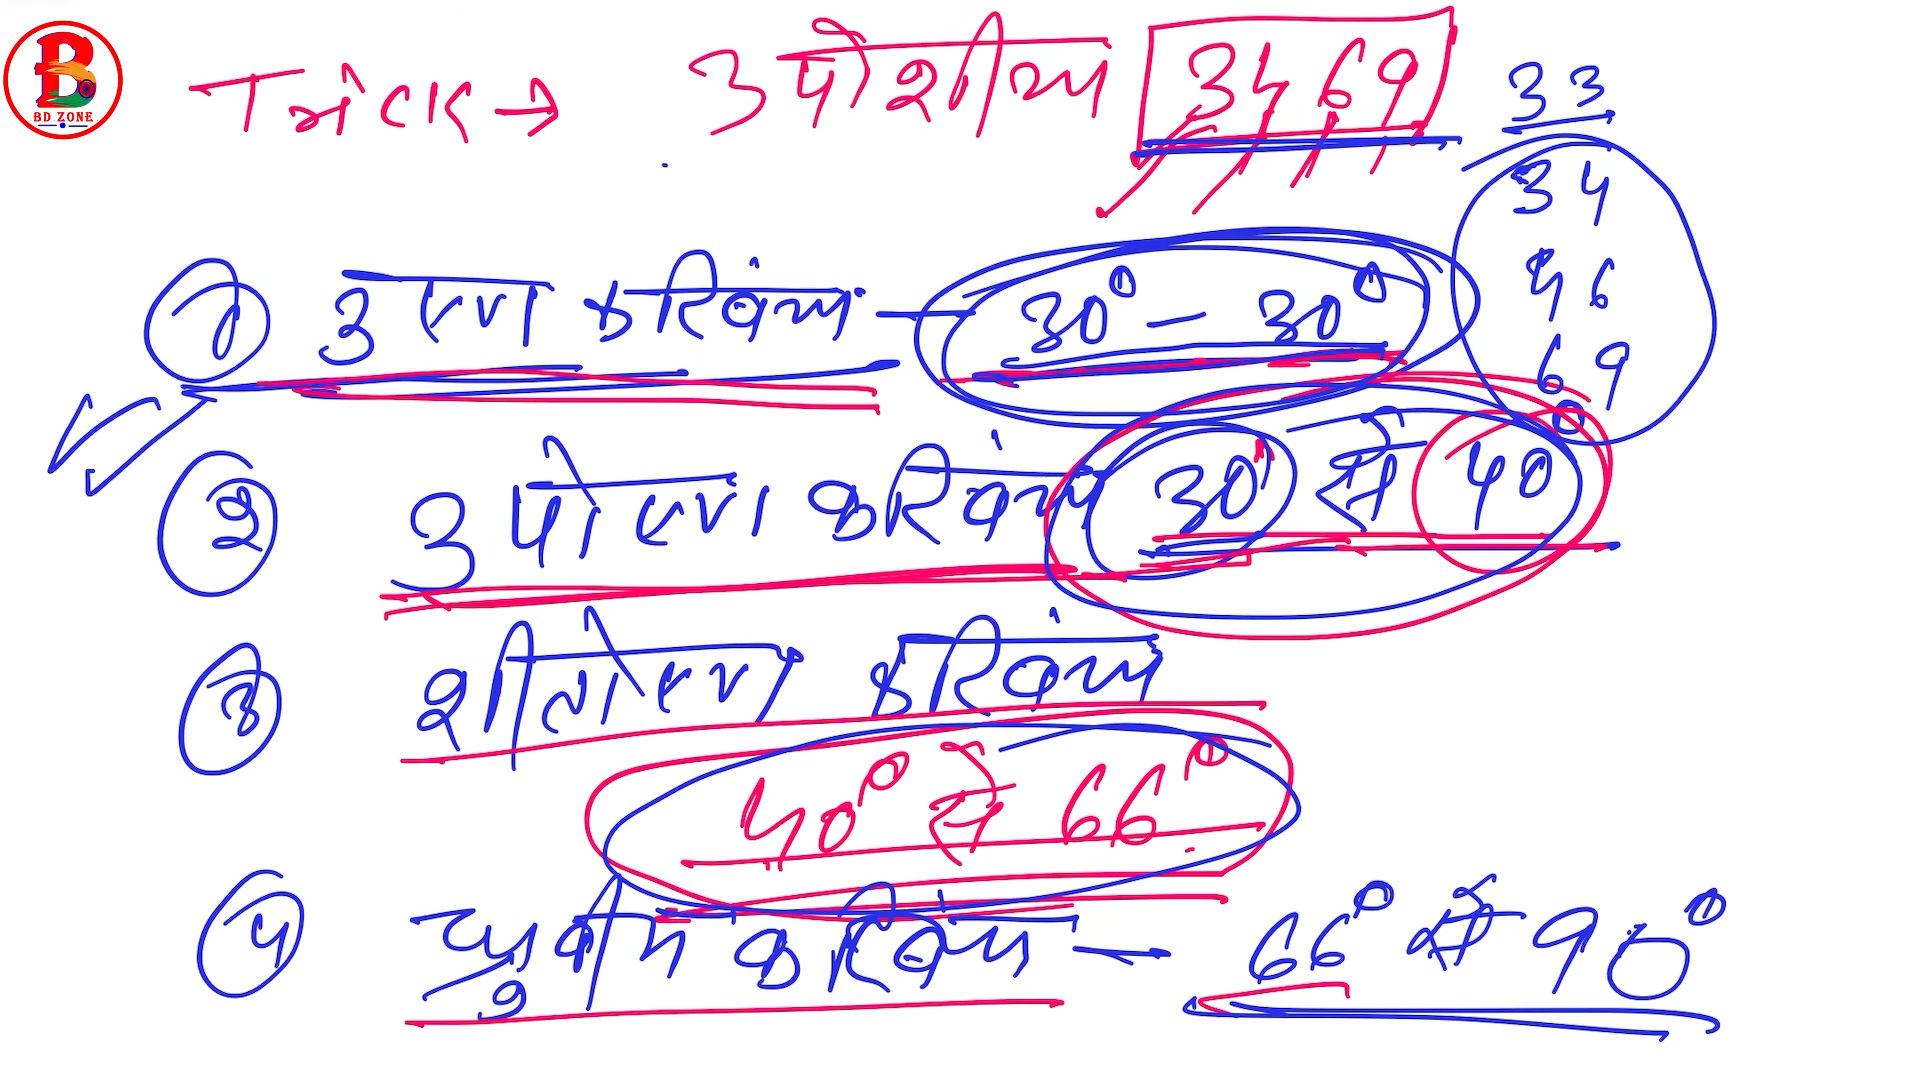 BD ZONE
ट्रिक → उपोशीध्रु 3469
33
34
46
69
① उष्ण कटिबंध - 30° - 30°
② उपोष्ण कटिबंध 30° से 40°
③ शीतोष्ण कटिबंध
40° से 66°
④ ध्रुवीय कटिबंध - 66° से 90°